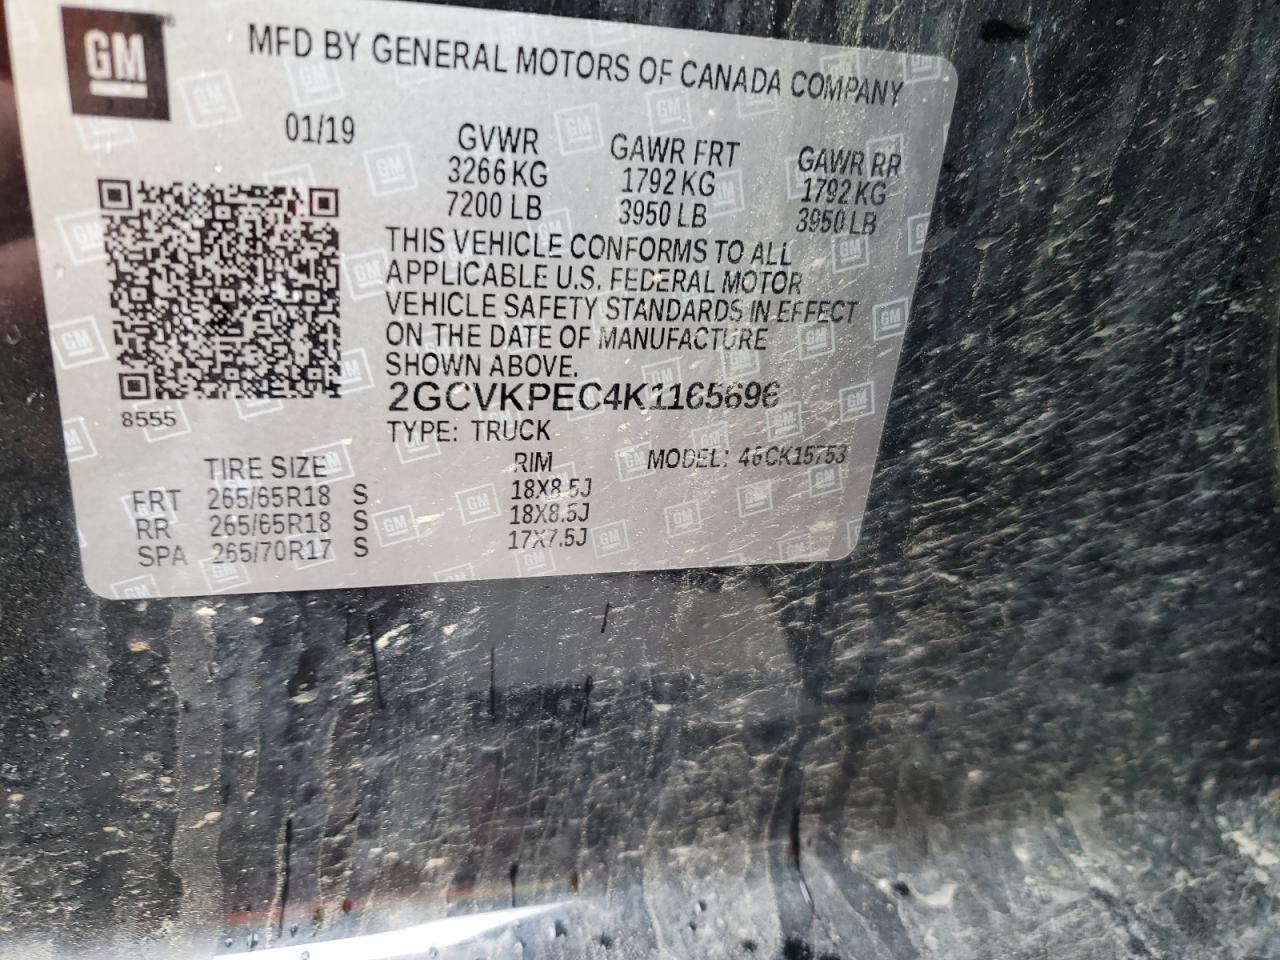 GM
MFD BY GENERAL MOTORS OF CANADA COMPANY
01/19 GVWR GAWR FRT GAWR RR
3266 KG 1792 KG 1792 KG
7200 LB 3950 LB 3950 LB
THIS VEHICLE CONFORMS TO ALL
APPLICABLE U.S. FEDERAL MOTOR
VEHICLE SAFETY STANDARDS IN EFFECT
ON THE DATE OF MANUFACTURE
SHOWN ABOVE.
2GCVKPEC4K1165696
8555
TYPE: TRUCK
TIRE SIZE RIM MODEL: 46CK15753
FRT 265/65R18 S 18X8.5J
RR 265/65R18 S 18X8.5J
SPA 265/70R17 S 17X7.5J